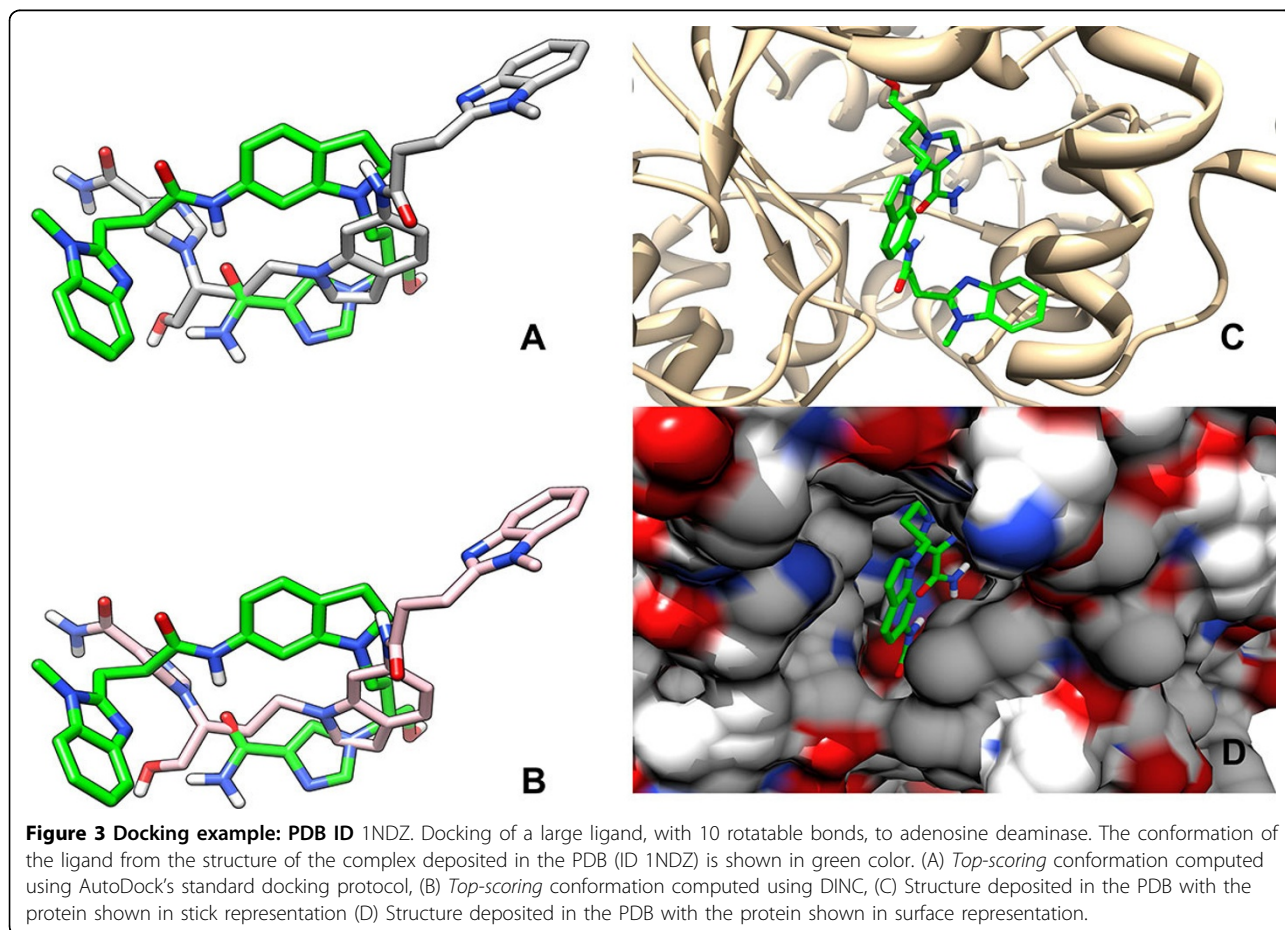 A
C
B
D
Figure 3 Docking example: PDB ID 1NDZ. Docking of a large ligand, with 10 rotatable bonds, to adenosine deaminase. The conformation of
the ligand from the structure of the complex deposited in the PDB (ID 1NDZ) is shown in green color. (A) Top-scoring conformation computed
using AutoDock's standard docking protocol, (B) Top-scoring conformation computed using DINC, (C) Structure deposited in the PDB with the
protein shown in stick representation (D) Structure deposited in the PDB with the protein shown in surface representation.